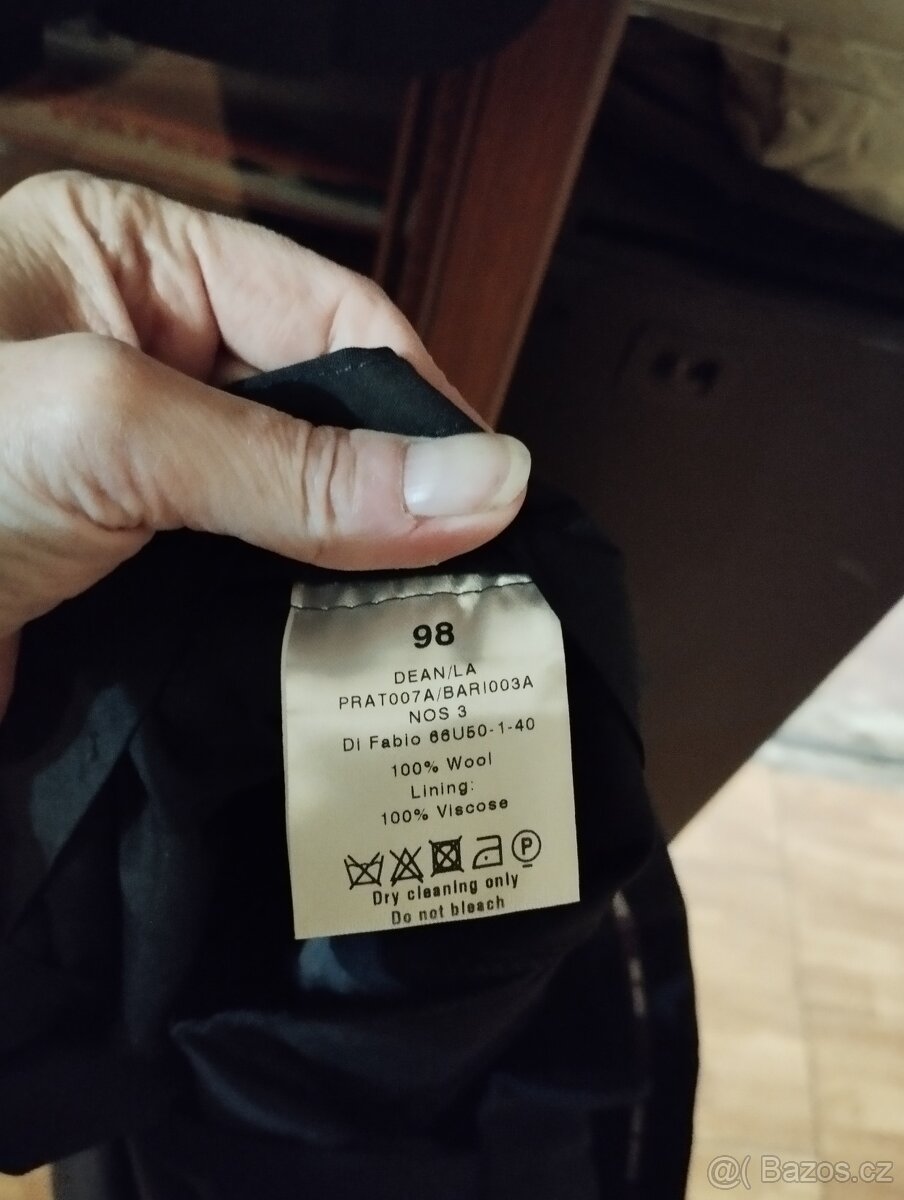 98
DEAN/LA
PRAT007A/BARI003A
NOS 3
Di Fabio 66U50-1-40
100% Wool
Lining:
100% Viscose
P
Dry cleaning only
Do not bleach
@( Bazos.cz